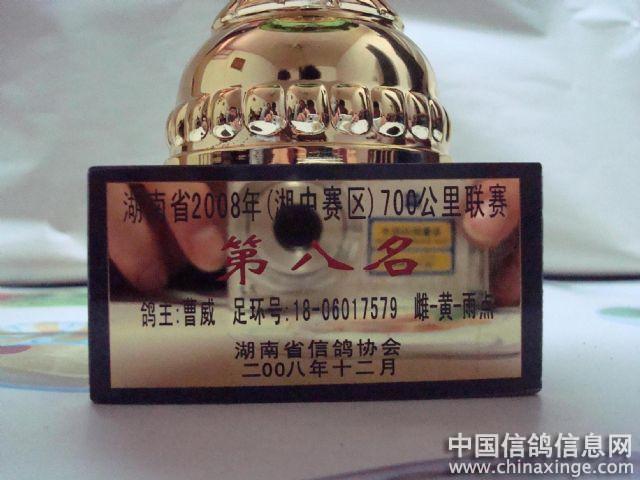 湖南省2008年(湘中赛区)700公里联赛
第八名
鸽主:曹威 足环号:18-06017579 雌-黄-雨点
湖南省信鸽协会
二00八年十二月
中国信鸽信息网
www.chinaxinge.com